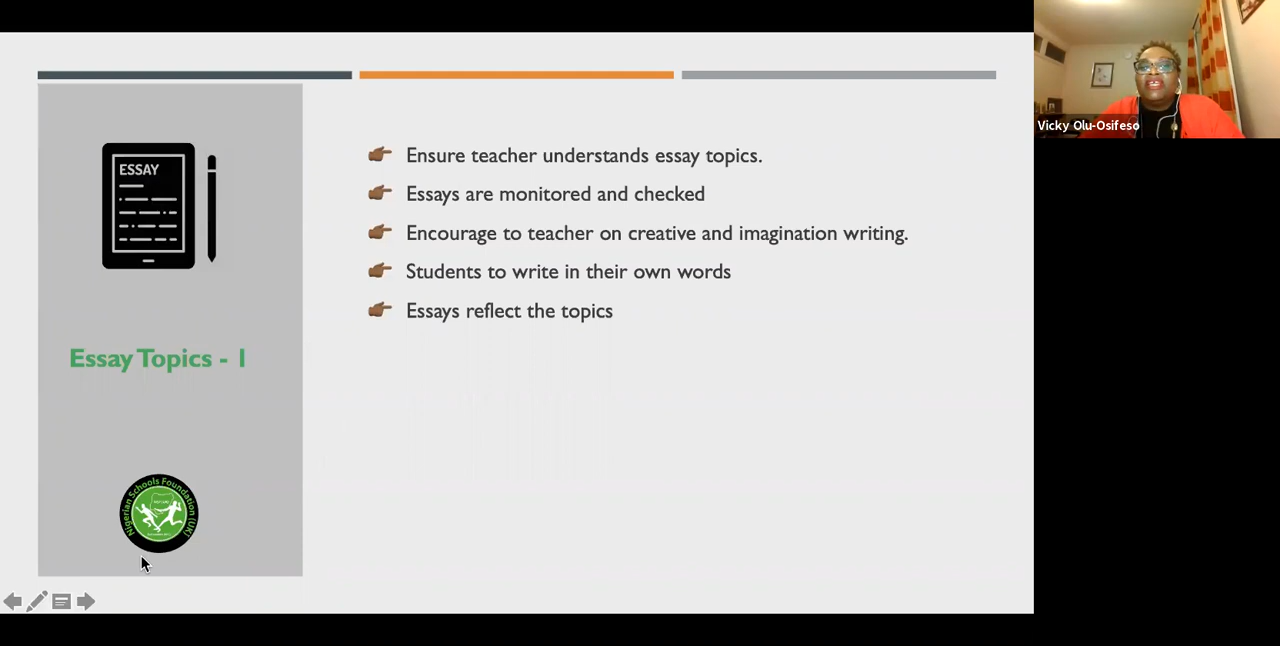 ESSAY
Essay Topics - 1
Nigerian Schools Foundation (UK)
Ensure teacher understands essay topics.
Essays are monitored and checked
Encourage to teacher on creative and imagination writing.
Students to write in their own words
Essays reflect the topics
Vicky Olu-Osifeso